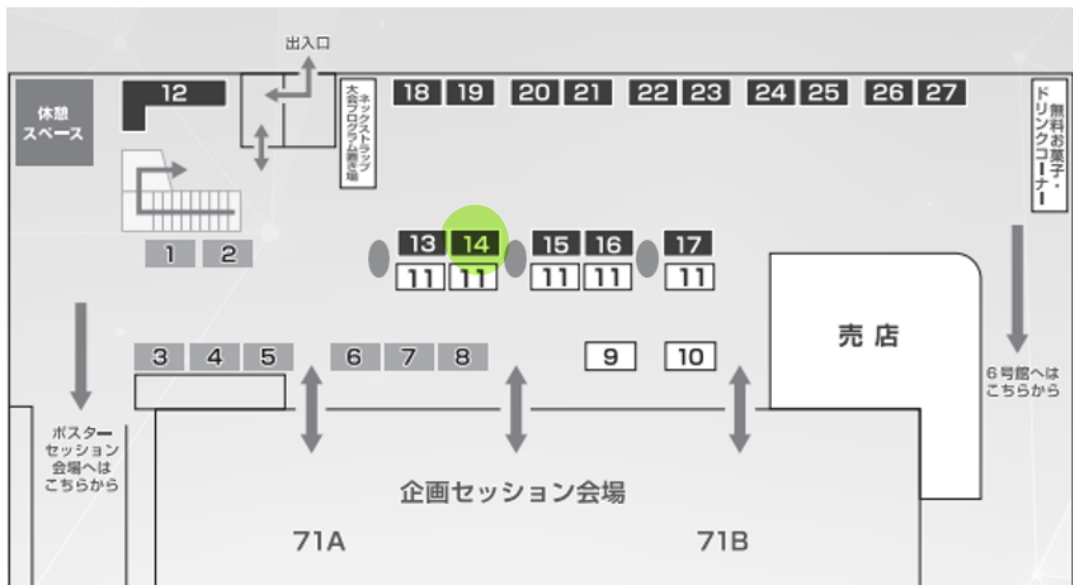 出入口
休憩
スペース
12
ネックストラップ
大会プログラム置き場
18 19 20 21 22 23 24 25 26 27
無料お菓子・
ドリンクコーナー
13 14 15 16 17
11 11 11 11 11
1 2
売店
3 4 5 6 7 8 9 10
6号館へは
こちらから
ポスター
セッション
会場へは
こちらから
企画セッション会場
71A 71B